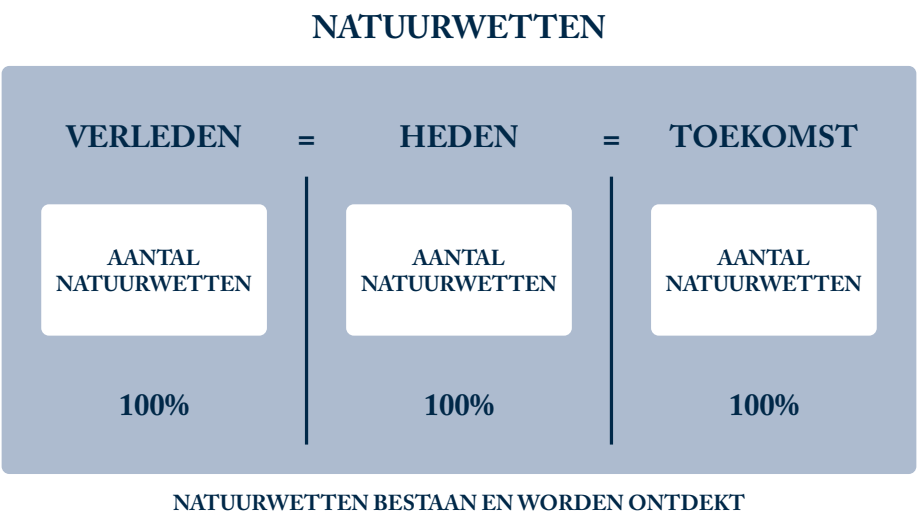 NATUURWETTEN
VERLEDEN = HEDEN = TOEKOMST
AANTAL
NATUURWETTEN
AANTAL
NATUURWETTEN
AANTAL
NATUURWETTEN
100% 100% 100%
NATUURWETTEN BESTAAN EN WORDEN ONTDEKT